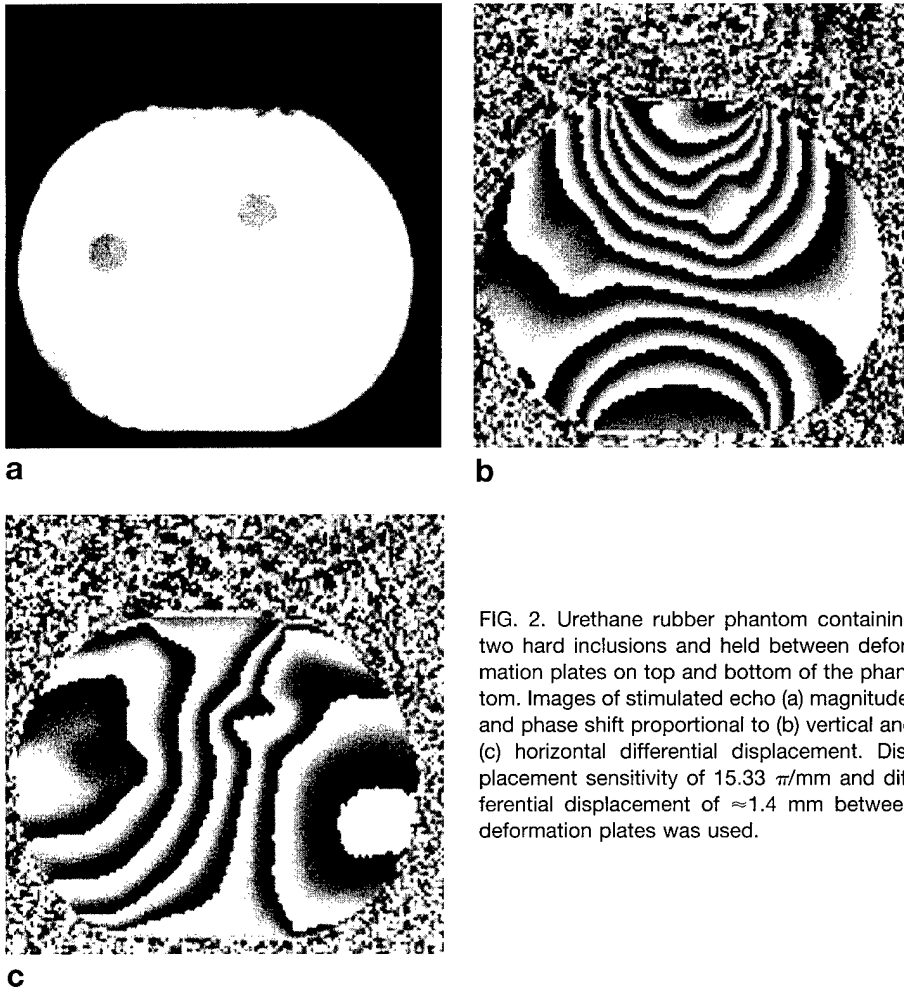 a
b
c
FIG. 2. Urethane rubber phantom containin
two hard inclusions and held between defor
mation plates on top and bottom of the phan
tom. Images of stimulated echo (a) magnitude
and phase shift proportional to (b) vertical an
(c) horizontal differential displacement. Dis
placement sensitivity of 15.33 π/mm and dif
ferential displacement of ≈1.4 mm betwee
deformation plates was used.